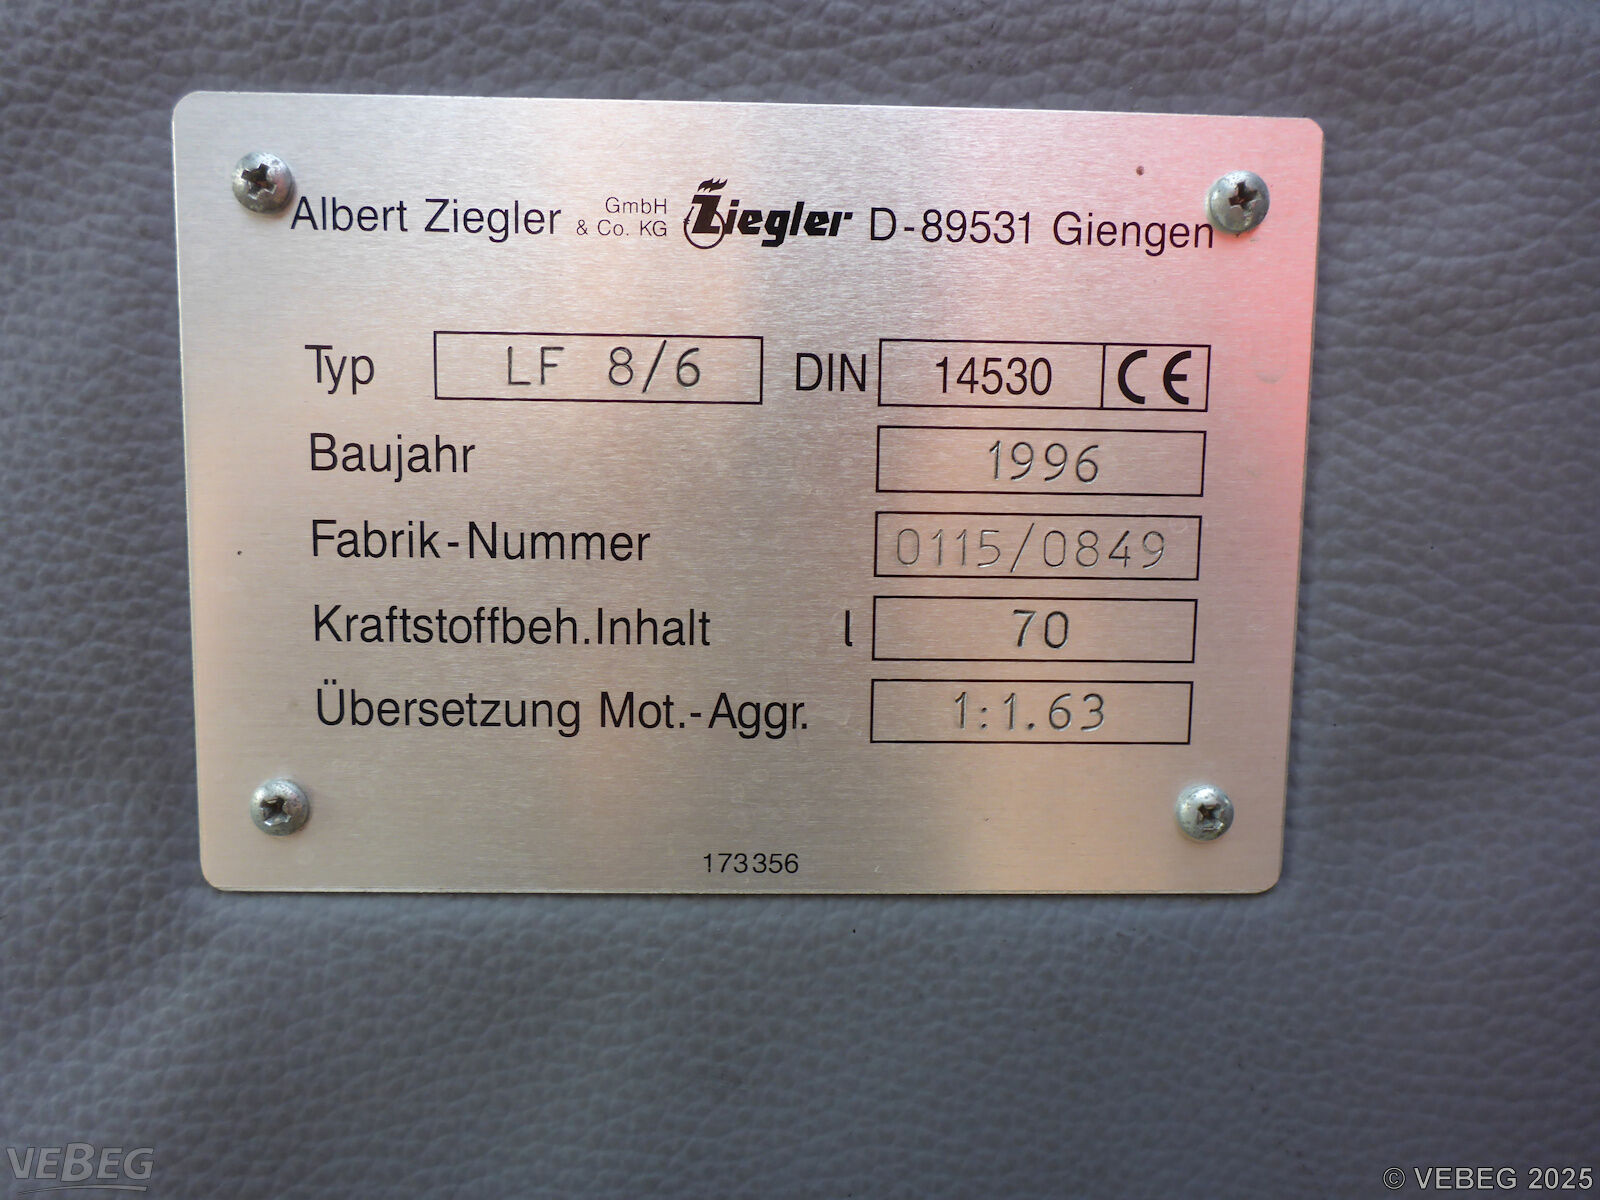 Albert Ziegler GmbH & Co. KG Ziegler D-89531 Giengen
Typ LF 8/6 DIN 14530 CE
Baujahr 1996
Fabrik-Nummer 0115/0849
Kraftstoffbeh.Inhalt l 70
Übersetzung Mot.-Aggr. 1:1.63
173356
VEBEG
© VEBEG 2025